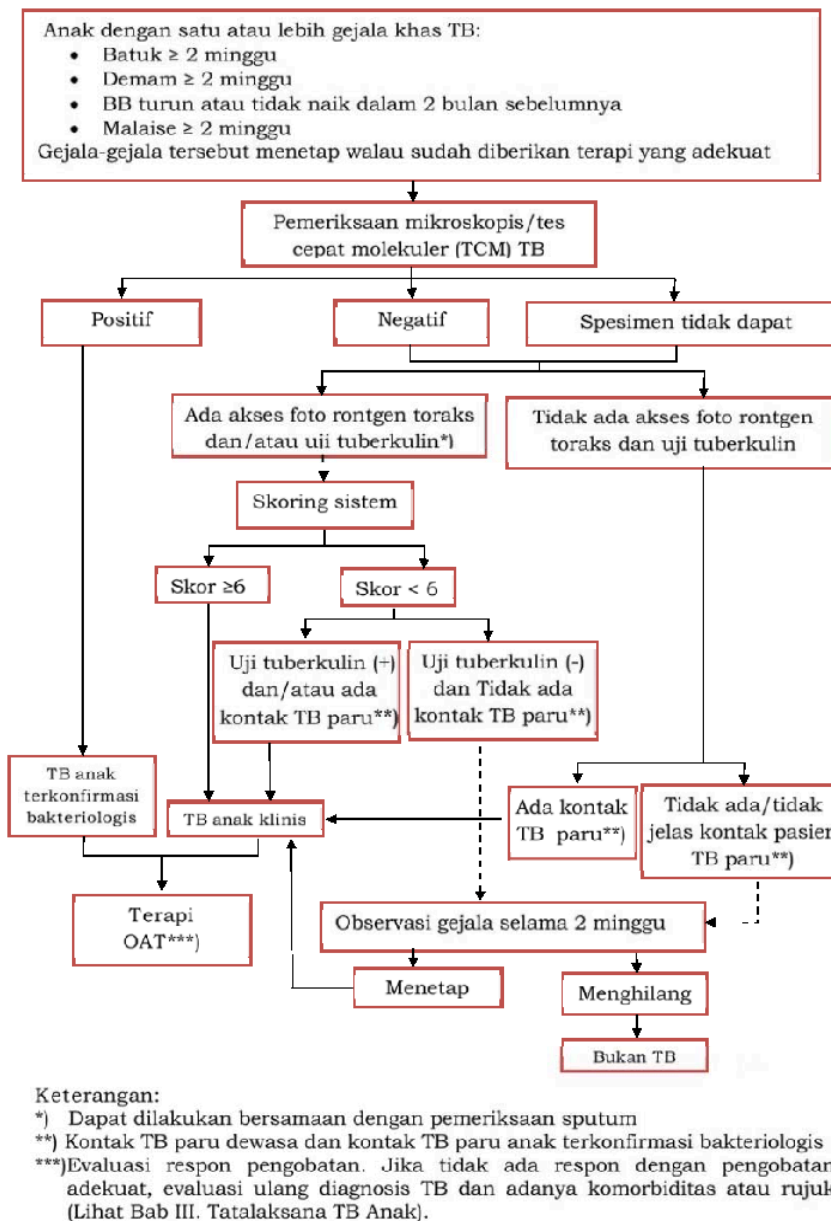 Anak dengan satu atau lebih gejala khas TB:
• Batuk ≥ 2 minggu
• Demam ≥ 2 minggu
• BB turun atau tidak naik dalam 2 bulan sebelumnya
• Malaise ≥ 2 minggu
Gejala-gejala tersebut menetap walau sudah diberikan terapi yang adekuat
Pemeriksaan mikroskopis/tes
cepat molekuler (TCM) TB
Positif
Negatif
Spesimen tidak dapat
Ada akses foto rontgen toraks
dan/atau uji tuberkulin*)
Tidak ada akses foto rontgen
toraks dan uji tuberkulin
Skoring sistem
Skor ≥6
Skor < 6
Uji tuberkulin (+)
dan/atau ada
kontak TB paru**)
Uji tuberkulin (-)
dan Tidak ada
kontak TB paru**)
TB anak
terkonfirmasi
bakteriologis
TB anak klinis
Ada kontak
TB paru**)
Tidak ada/tidak
jelas kontak pasien
TB paru**)
Terapi
OAT***)
Observasi gejala selama 2 minggu
Menetap
Menghilang
Bukan TB
Keterangan:
*) Dapat dilakukan bersamaan dengan pemeriksaan sputum
**) Kontak TB paru dewasa dan kontak TB paru anak terkonfirmasi bakteriologis
***)Evaluasi respon pengobatan. Jika tidak ada respon dengan pengobatan
adekuat, evaluasi ulang diagnosis TB dan adanya komorbiditas atau rujuk
(Lihat Bab III. Tatalaksana TB Anak).